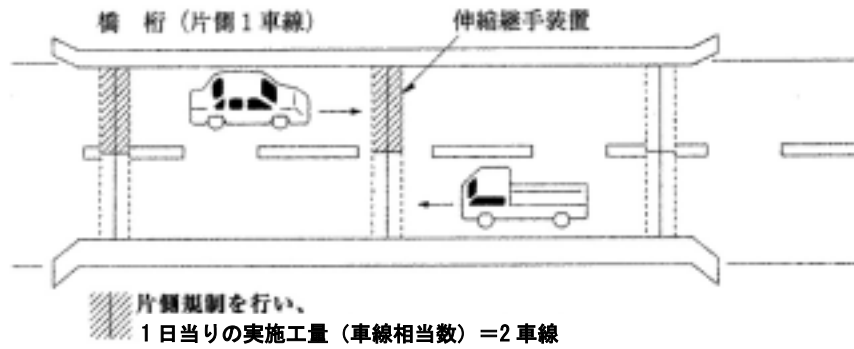 橋 桁（片側１車線）
伸縮継手装置
片側規制を行い、
１日当りの実施工量（車線相当数）＝2 車線